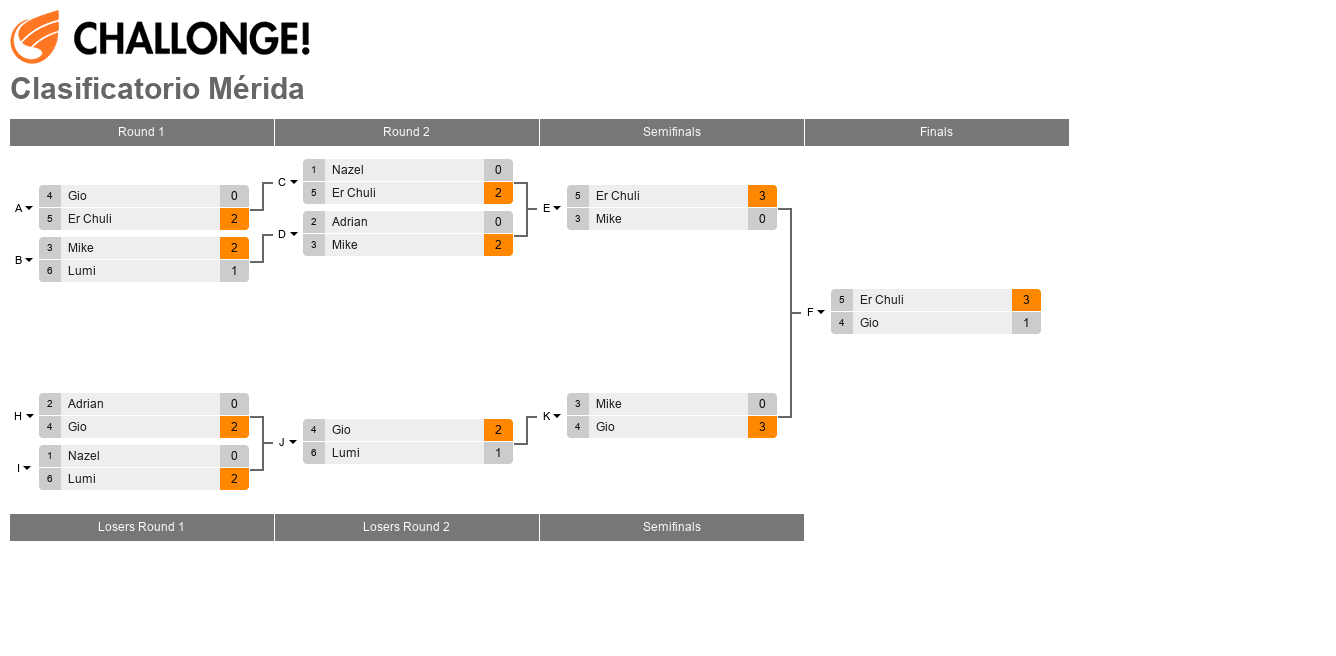 CHALLONGE!
Clasificatorio Mérida
Round 1 Round 2 Semifinals Finals
A
4 Gio 0
5 Er Chuli 2
B
3 Mike 2
6 Lumi 1
C
1 Nazel 0
5 Er Chuli 2
D
2 Adrian 0
3 Mike 2
E
5 Er Chuli 3
3 Mike 0
F
5 Er Chuli 3
4 Gio 1
H
2 Adrian 0
4 Gio 2
I
1 Nazel 0
6 Lumi 2
J
4 Gio 2
6 Lumi 1
K
3 Mike 0
4 Gio 3
Losers Round 1 Losers Round 2 Semifinals